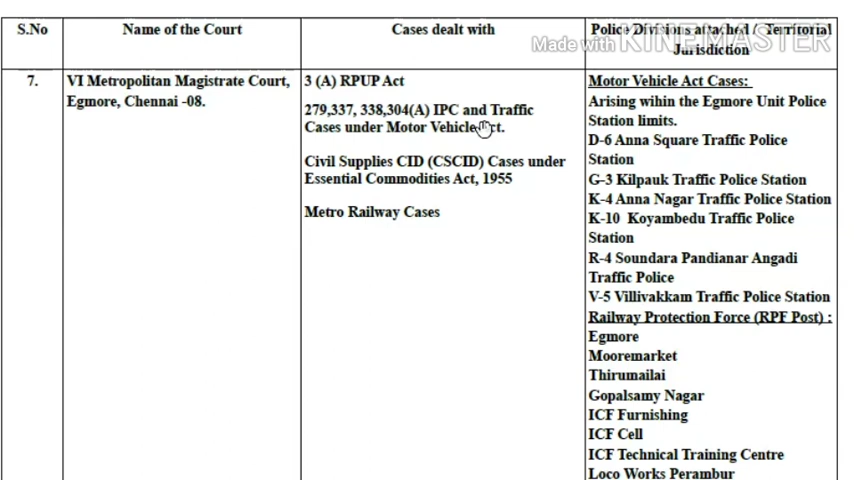 S.No
Name of the Court
Cases dealt with
Police Divisions attached / Territorial
Jurisdiction
Made with KINEMASTER
7.
VI Metropolitan Magistrate Court,
Egmore, Chennai -08.
3 (A) RPUP Act
279,337, 338,304(A) IPC and Traffic
Cases under Motor Vehicle Act.
Civil Supplies CID (CSCID) Cases under
Essential Commodities Act, 1955
Metro Railway Cases
Motor Vehicle Act Cases:
Arising wihin the Egmore Unit Police
Station limits.
D-6 Anna Square Traffic Police
Station
G-3 Kilpauk Traffic Police Station
K-4 Anna Nagar Traffic Police Station
K-10 Koyambedu Traffic Police
Station
R-4 Soundara Pandianar Angadi
Traffic Police
V-5 Villivakkam Traffic Police Station
Railway Protection Force (RPF Post) :
Egmore
Mooremarket
Thirumailai
Gopalsamy Nagar
ICF Furnishing
ICF Cell
ICF Technical Training Centre
Loco Works Perambur